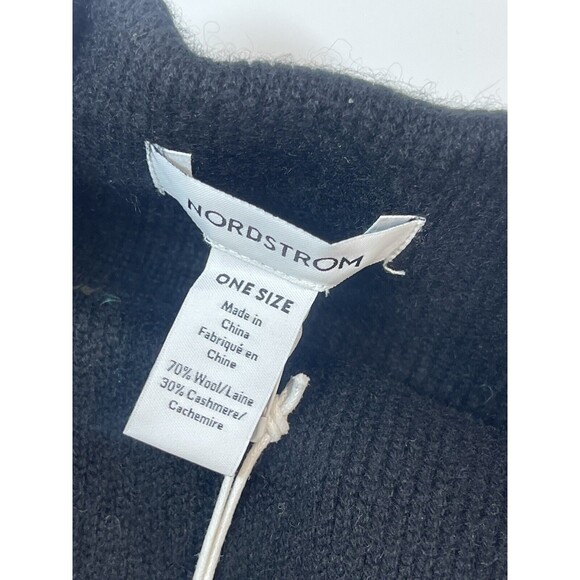 NORDSTROM
ONE SIZE
Made in
China
Fabriqué en
Chine
70% Wool/Laine
30% Cashmere/
Cachemire